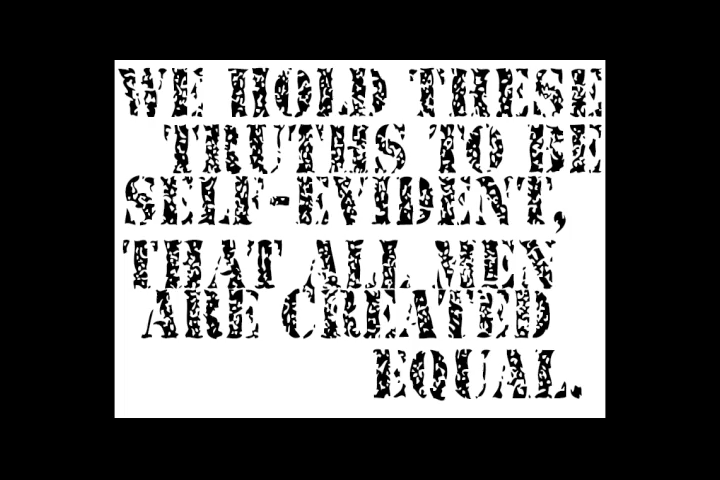 WE HOLD THESE
TRUTHS TO BE
SELF-EVIDENT,
THAT ALL MEN
ARE CREATED
EQUAL.